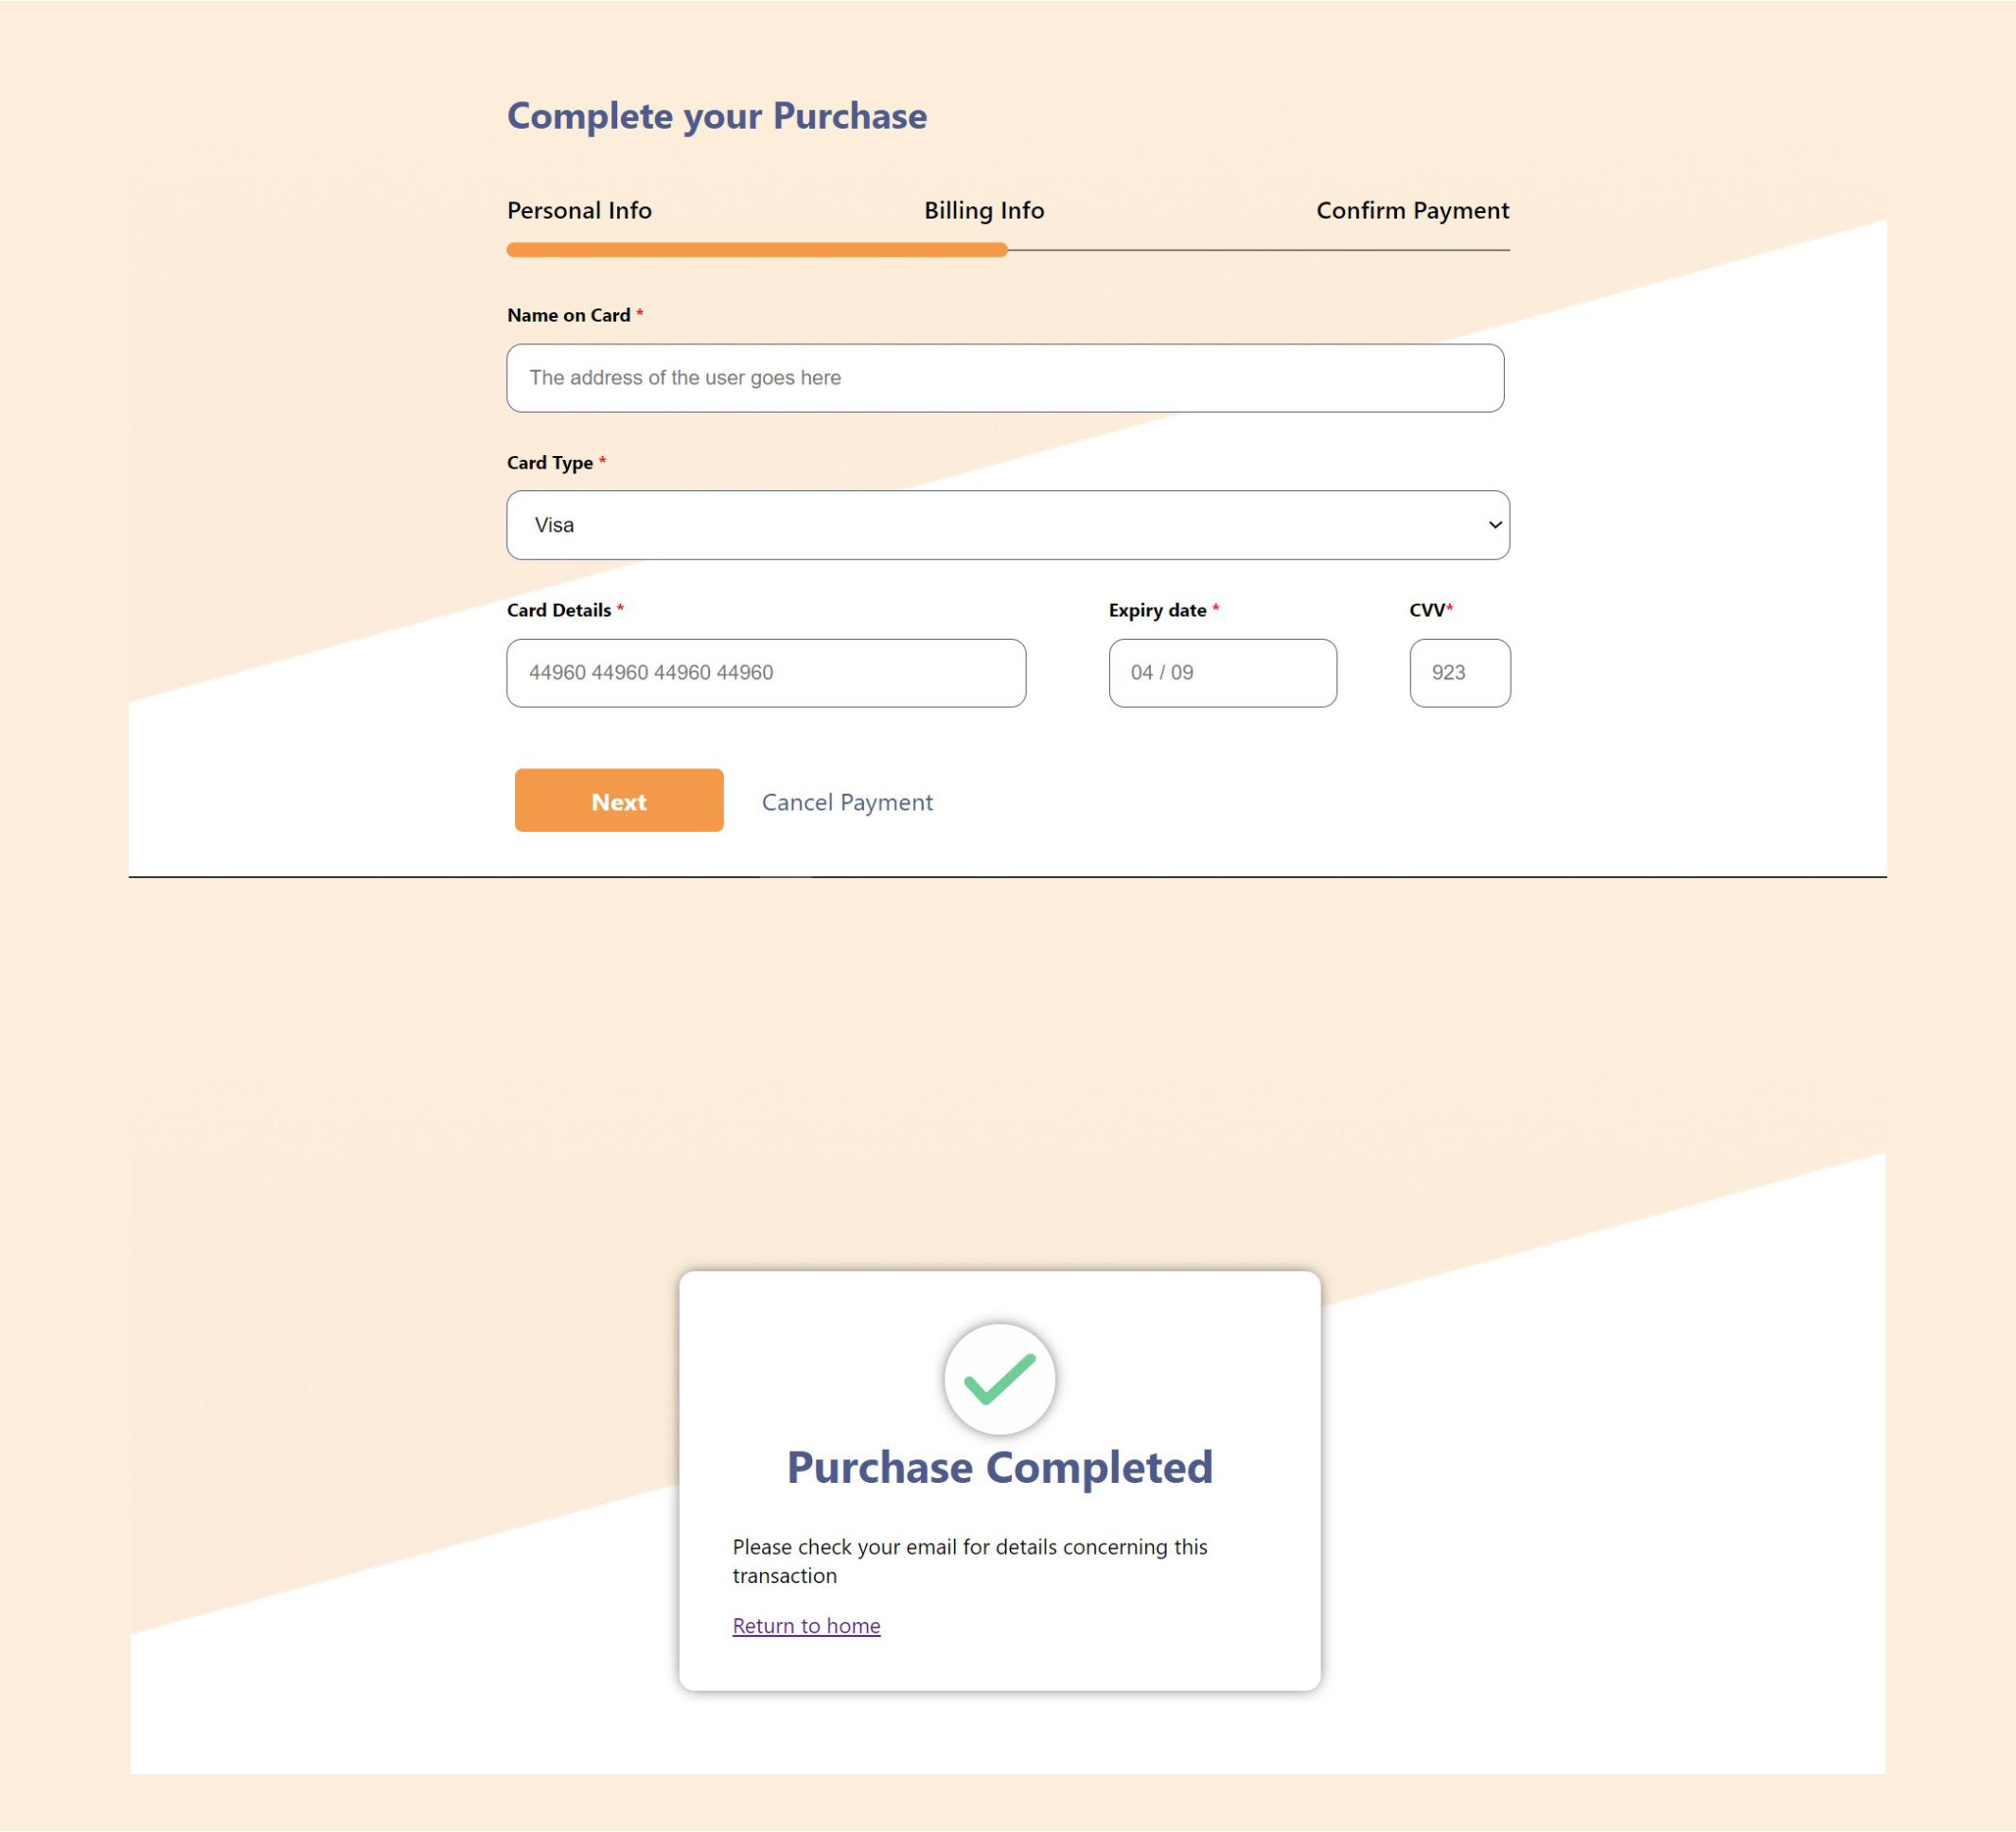 Complete your Purchase
Personal Info Billing Info Confirm Payment
Name on Card *
The address of the user goes here
Card Type *
Visa
Card Details * Expiry date * CVV*
44960 44960 44960 44960 04 / 09 923
Next Cancel Payment
Purchase Completed
Please check your email for details concerning this
transaction
Return to home